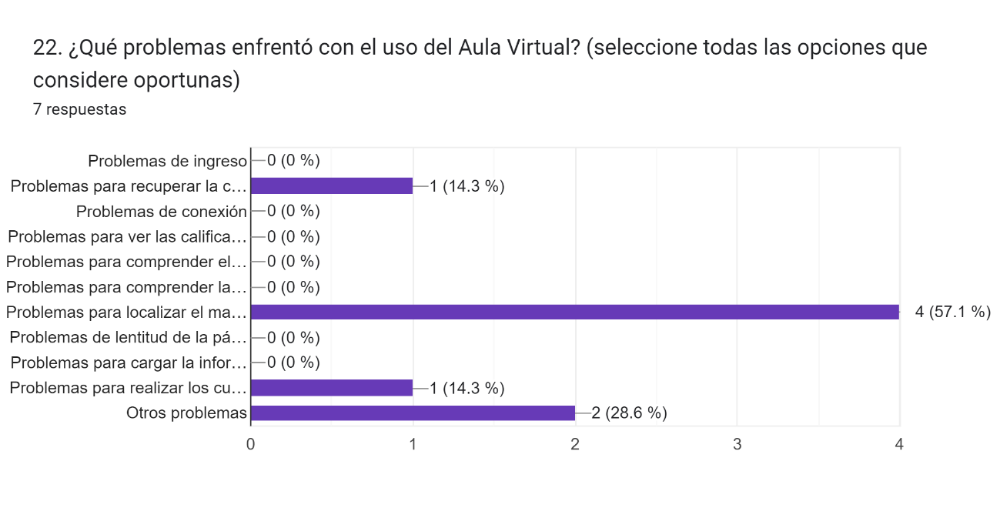 22. ¿Qué problemas enfrentó con el uso del Aula Virtual? (seleccione todas las opciones que
considere oportunas)
7 respuestas
Problemas de ingreso 0 (0 %)
Problemas para recuperar la c… 1 (14.3 %)
Problemas de conexión 0 (0 %)
Problemas para ver las califica… 0 (0 %)
Problemas para comprender el… 0 (0 %)
Problemas para comprender la… 0 (0 %)
Problemas para localizar el ma… 4 (57.1 %)
Problemas de lentitud de la pá… 0 (0 %)
Problemas para cargar la infor… 0 (0 %)
Problemas para realizar los cu… 1 (14.3 %)
Otros problemas 2 (28.6 %)
0 1 2 3 4